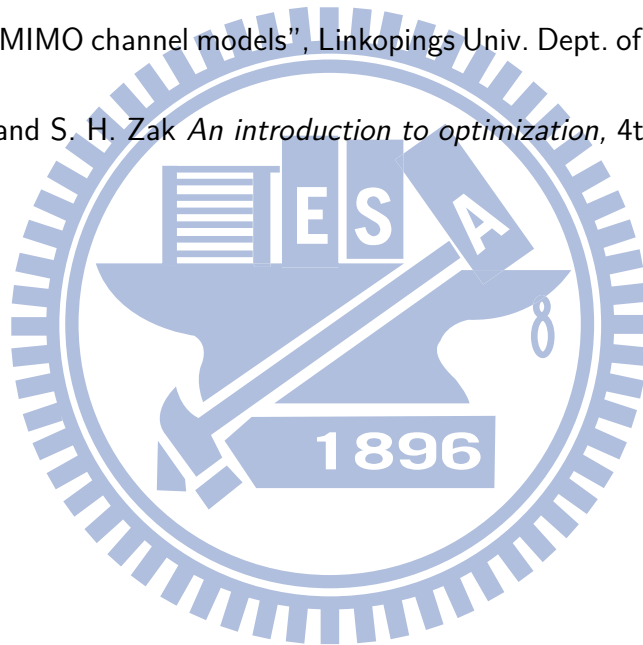 MIMO channel models”, Linkopings Univ. Dept. of
and S. H. Zak An introduction to optimization, 4t
E S A
1896